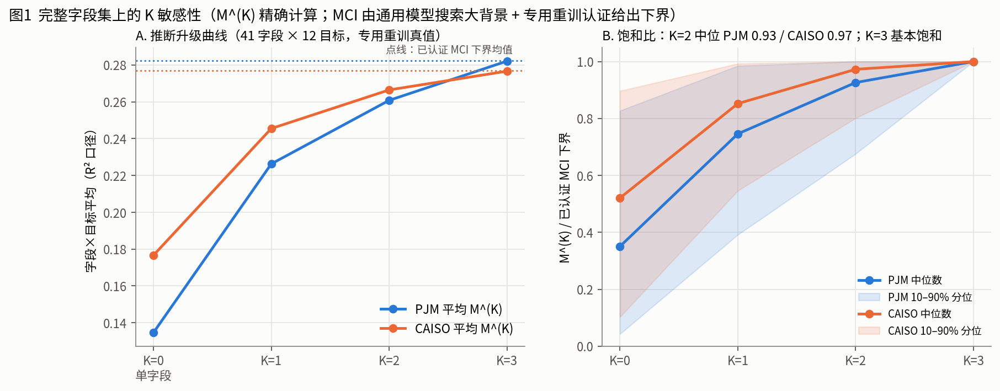 图1 完整字段集上的 K 敏感性（M^(K) 精确计算；MCI 由通用模型搜索大背景 + 专用重训认证给出下界）
A. 推断升级曲线（41 字段 × 12 目标，专用重训真值）
点线：已认证 MCI 下界均值
字段×目标平均（R² 口径）
0.28
0.26
0.24
0.22
0.20
0.18
0.16
0.14
PJM 平均 M^(K)
CAISO 平均 M^(K)
K=0
单字段
K=1
K=2
K=3
B. 饱和比：K=2 中位 PJM 0.93 / CAISO 0.97；K=3 基本饱和
M^(K) / 已认证 MCI 下界
1.0
0.8
0.6
0.4
0.2
0.0
PJM 中位数
PJM 10–90% 分位
CAISO 中位数
CAISO 10–90% 分位
K=0
K=1
K=2
K=3